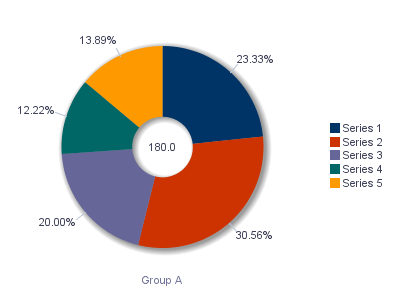 13.89%
23.33%
12.22%
180.0
20.00%
30.56%
Series 1
Series 2
Series 3
Series 4
Series 5
Group A